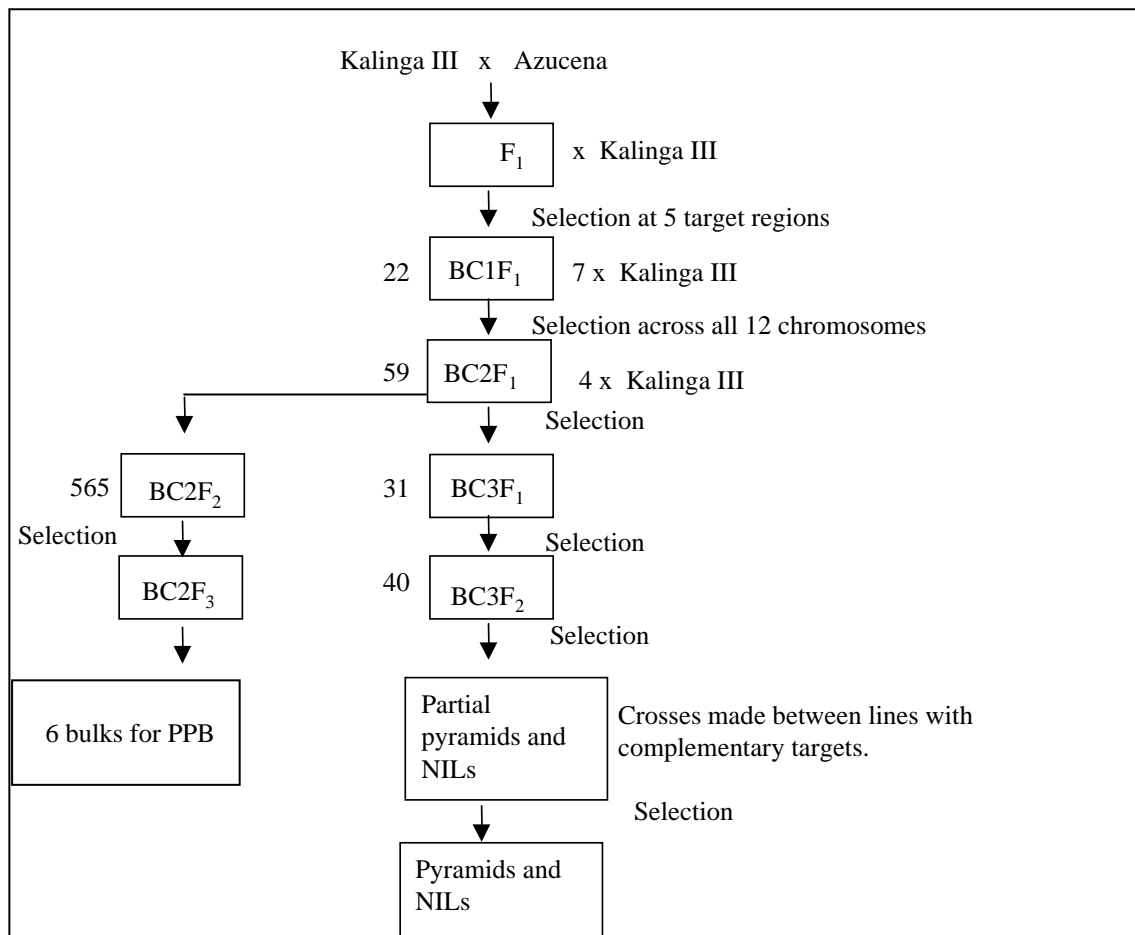 Kalinga III x Azucena
F₁ x Kalinga III
Selection at 5 target regions
22 BC1F₁ 7 x Kalinga III
Selection across all 12 chromosomes
59 BC2F₁ 4 x Kalinga III
Selection
565 BC2F₂ 31 BC3F₁
Selection Selection
BC2F₃ 40 BC3F₂
Selection
6 bulks for PPB
Partial
pyramids and
NILs
Crosses made between lines with
complementary targets.
Selection
Pyramids and
NILs